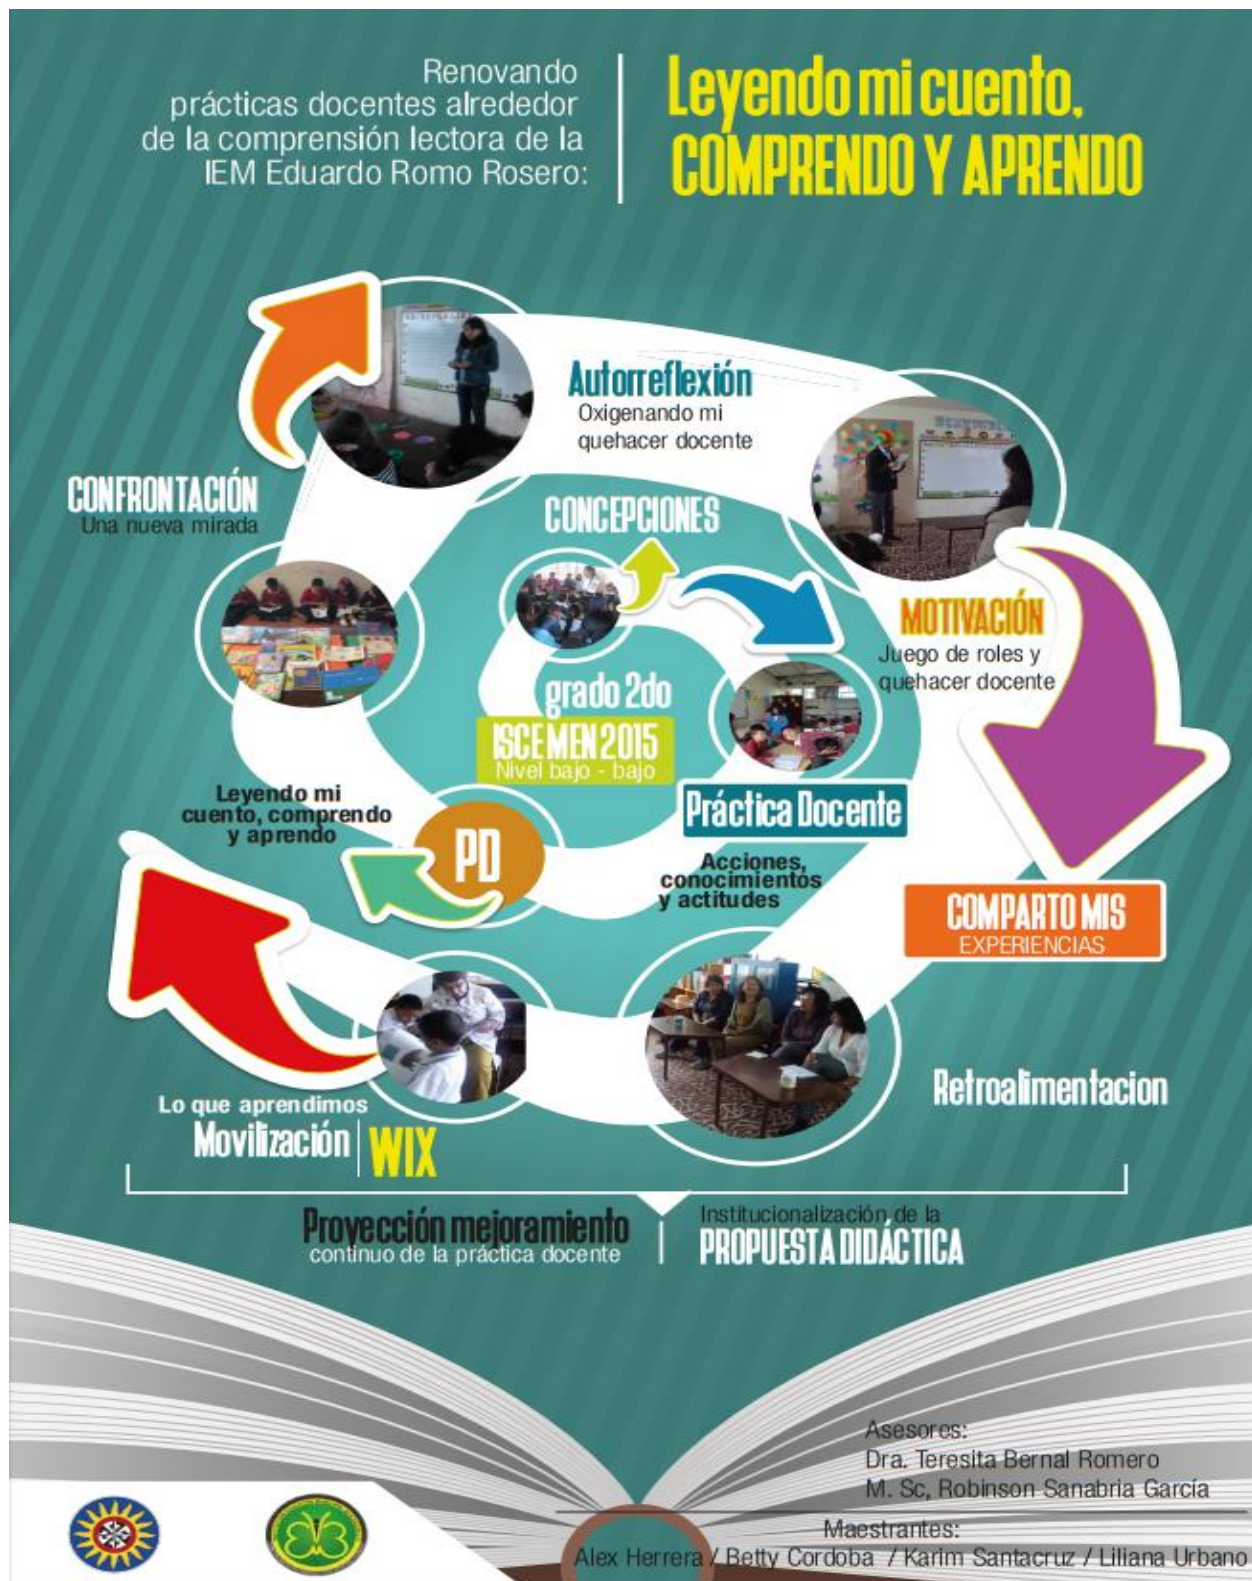 Renovando
prácticas docentes alrededor
de la comprensión lectora de la
IEM Eduardo Romo Rosero:
Leyendo mi cuento,
COMPRENDO Y APRENDO
Autorreflexión
Oxigenando mi
quehacer docente
CONFRONTACIÓN
Una nueva mirada
CONCEPCIONES
MOTIVACIÓN
Juego de roles y
quehacer docente
grado 2do
ISCE MEN 2015
Nivel bajo - bajo
Práctica Docente
Acciones,
conocimientos
y actitudes
Leyendo mi
cuento, comprendo
y aprendo
PD
COMPARTO MIS
EXPERIENCIAS
Retroalimentacion
Lo que aprendimos
Movilización | WIX
Proyección mejoramiento
continuo de la práctica docente
Institucionalización de la
PROPUESTA DIDÁCTICA
Asesores:
Dra. Teresita Bernal Romero
M. Sc, Robinson Sanabria García
Maestrantes:
Alex Herrera / Betty Cordoba / Karim Santacruz / Liliana Urbano